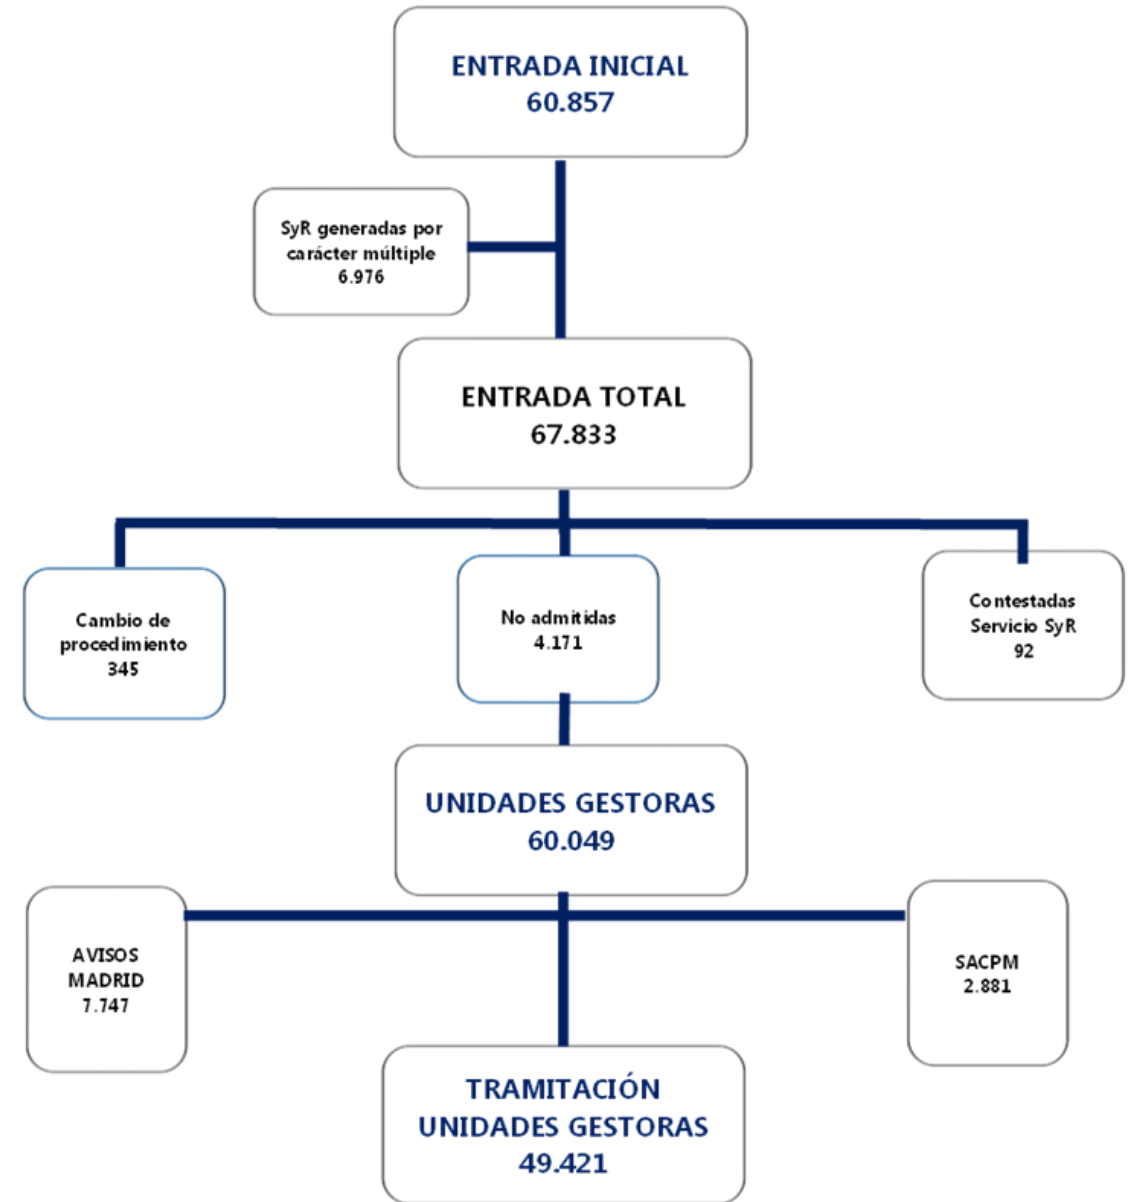 ENTRADA INICIAL
60.857
SyR generadas por
carácter múltiple
6.976
ENTRADA TOTAL
67.833
Cambio de
procedimiento
345
No admitidas
4.171
Contestadas
Servicio SyR
92
UNIDADES GESTORAS
60.049
AVISOS
MADRID
7.747
SACPM
2.881
TRAMITACIÓN
UNIDADES GESTORAS
49.421